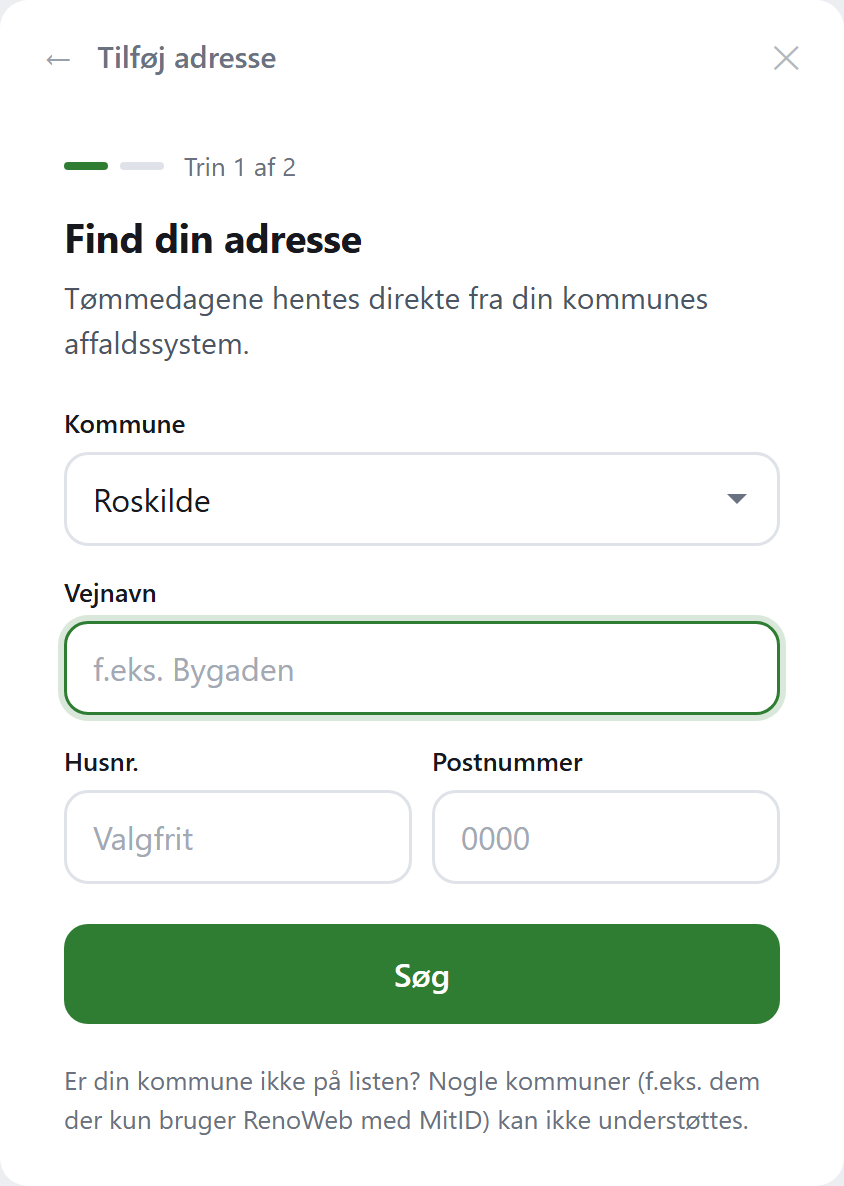 ← Tilføj adresse
Trin 1 af 2
Find din adresse
Tømmedagene hentes direkte fra din kommunes
affaldssystem.
Kommune
Roskilde
Vejnavn
f.eks. Bygaden
Husnr. Postnummer
Valgfrit 0000
Søg
Er din kommune ikke på listen? Nogle kommuner (f.eks. dem
der kun bruger RenoWeb med MitID) kan ikke understøttes.